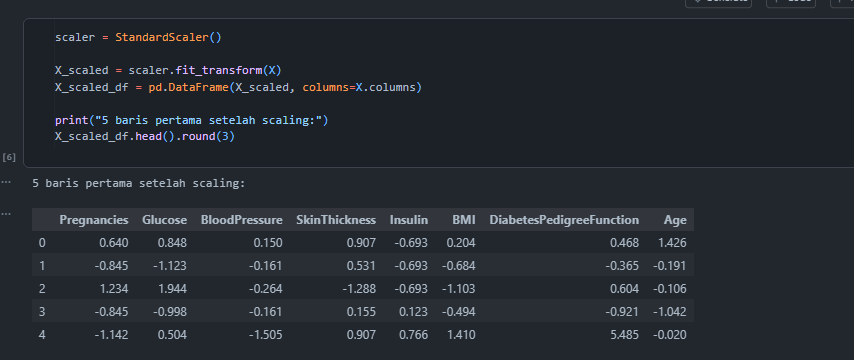 scaler = StandardScaler()
X_scaled = scaler.fit_transform(X)
X_scaled_df = pd.DataFrame(X_scaled, columns=X.columns)
print("5 baris pertama setelah scaling:")
X_scaled_df.head().round(3)
[6]
... 5 baris pertama setelah scaling:
... Pregnancies Glucose BloodPressure SkinThickness Insulin BMI DiabetesPedigreeFunction Age
0 0.640 0.848 0.150 0.907 -0.693 0.204 0.468 1.426
1 -0.845 -1.123 -0.161 0.531 -0.693 -0.684 -0.365 -0.191
2 1.234 1.944 -0.264 -1.288 -0.693 -1.103 0.604 -0.106
3 -0.845 -0.998 -0.161 0.155 0.123 -0.494 -0.921 -1.042
4 -1.142 0.504 -1.505 0.907 0.766 1.410 5.485 -0.020